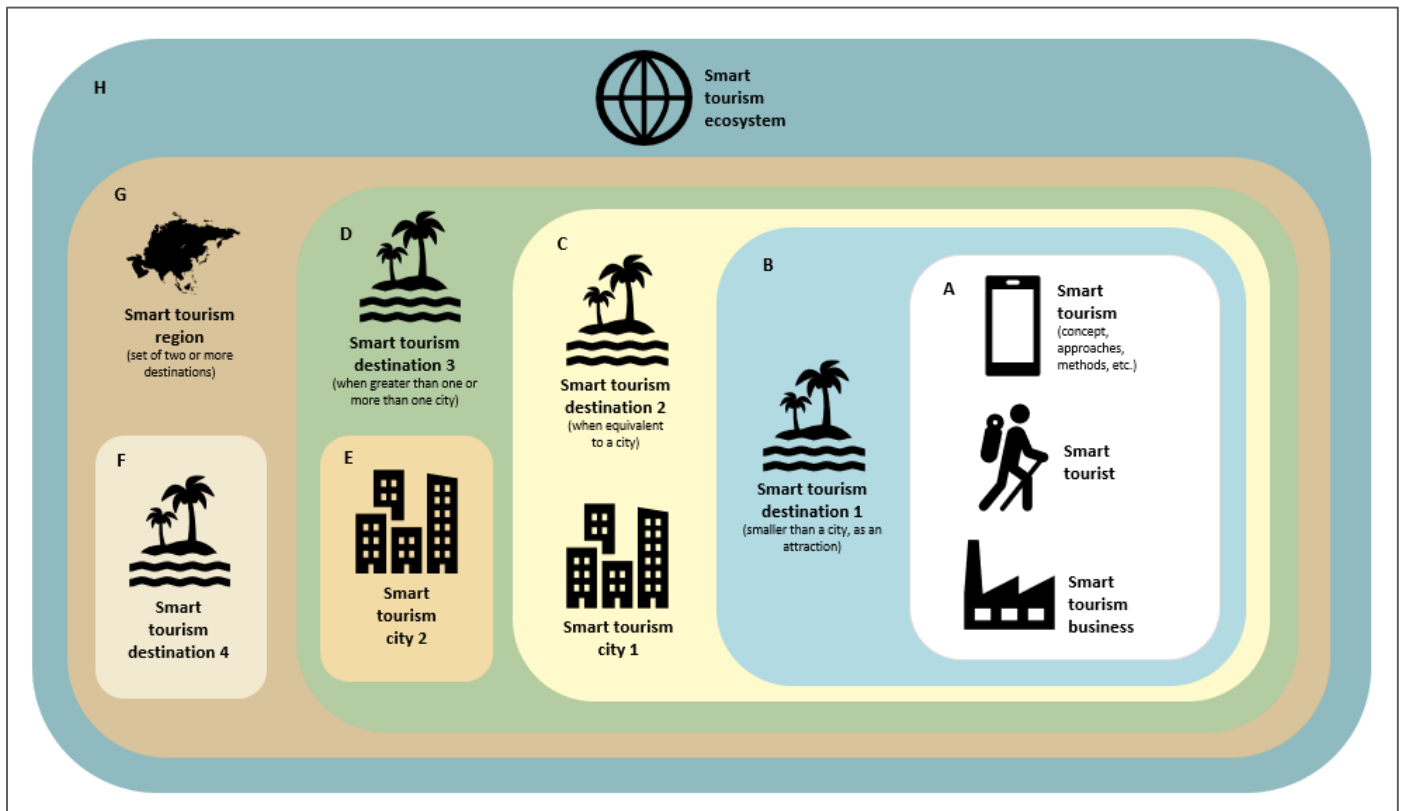 H
Smart
tourism
ecosystem
G
Smart tourism
region
(set of two or more
destinations)
F
Smart
tourism
destination 4
D
Smart tourism
destination 3
(when greater than one or
more than one city)
E
Smart
tourism
city 2
C
Smart tourism
destination 2
(when equivalent
to a city)
Smart tourism
city 1
B
Smart tourism
destination 1
(smaller than a city, as an
attraction)
A
Smart
tourism
(concept,
approaches,
methods, etc.)
Smart
tourist
Smart
tourism
business